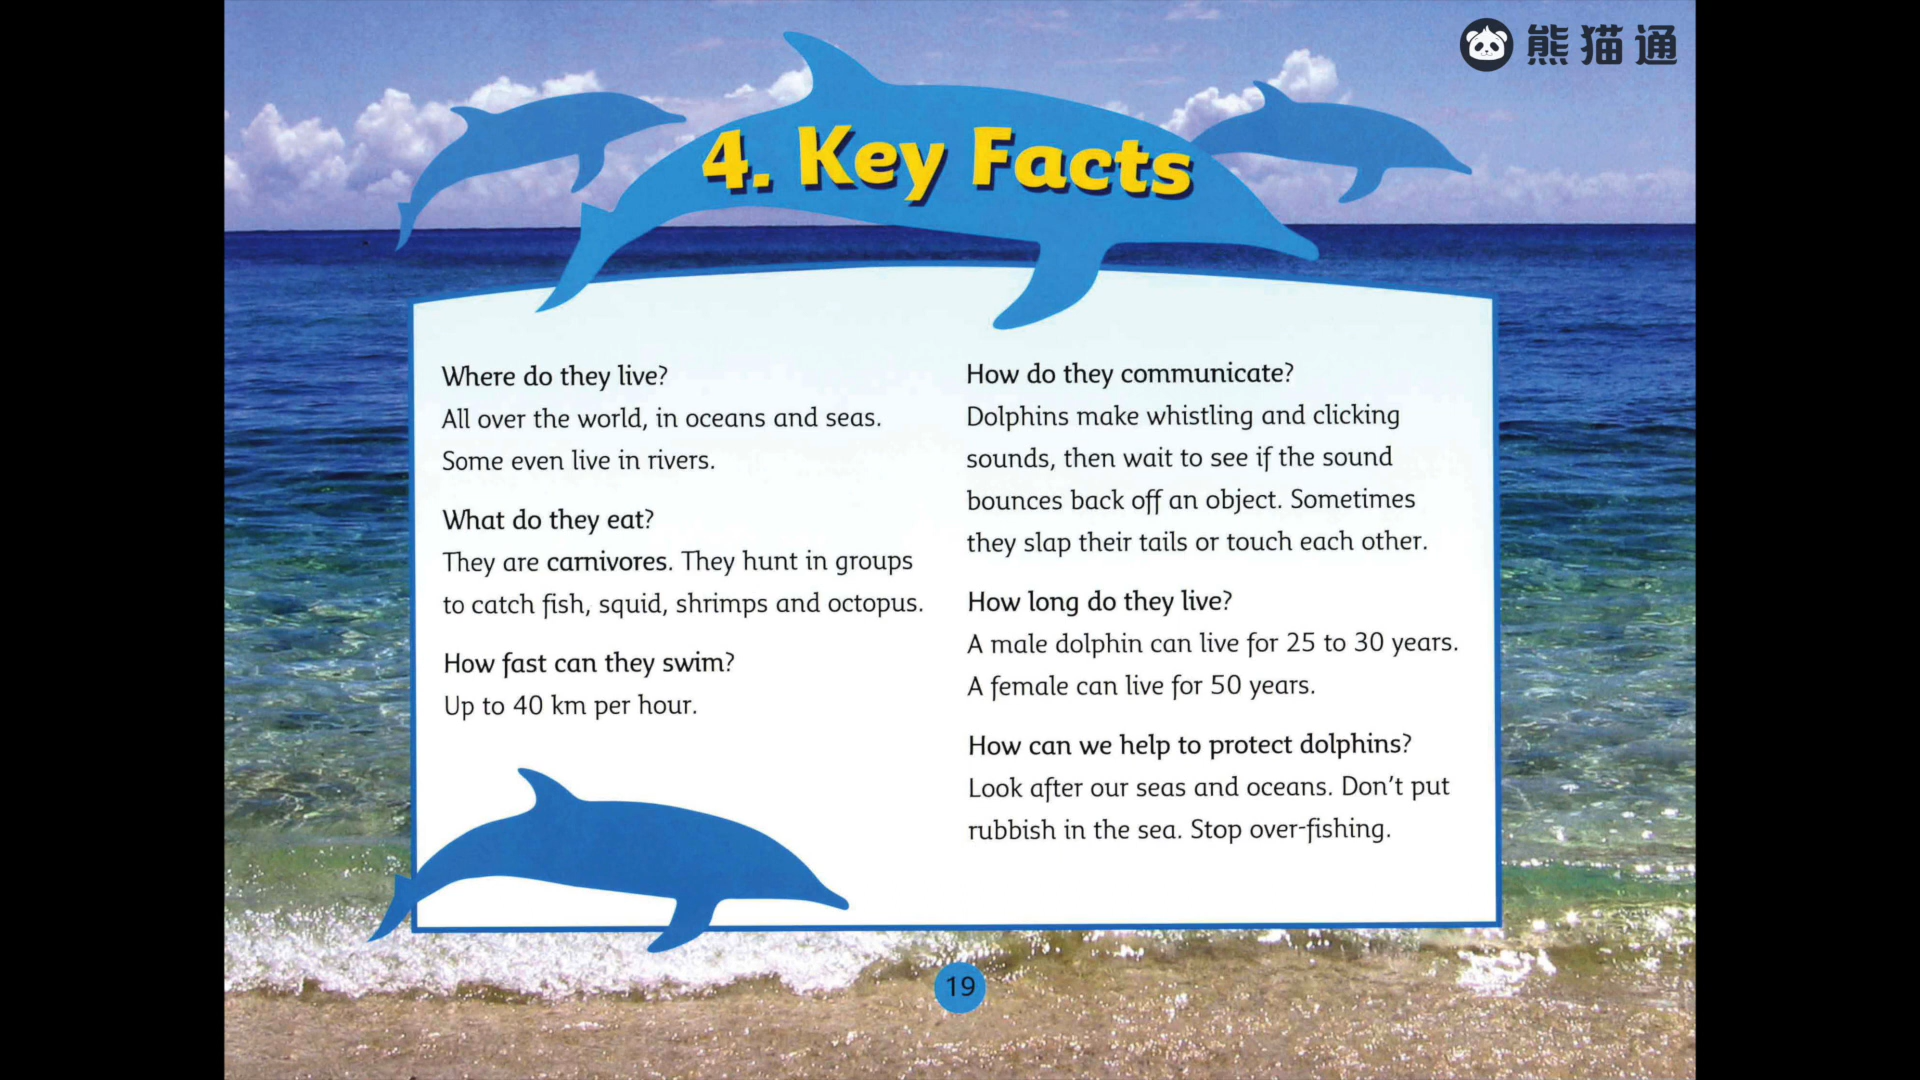 熊猫通
4. Key Facts
Where do they live?
All over the world, in oceans and seas.
Some even live in rivers.
What do they eat?
They are carnivores. They hunt in groups
to catch fish, squid, shrimps and octopus.
How fast can they swim?
Up to 40 km per hour.
How do they communicate?
Dolphins make whistling and clicking
sounds, then wait to see if the sound
bounces back off an object. Sometimes
they slap their tails or touch each other.
How long do they live?
A male dolphin can live for 25 to 30 years.
A female can live for 50 years.
How can we help to protect dolphins?
Look after our seas and oceans. Don't put
rubbish in the sea. Stop over-fishing.
19